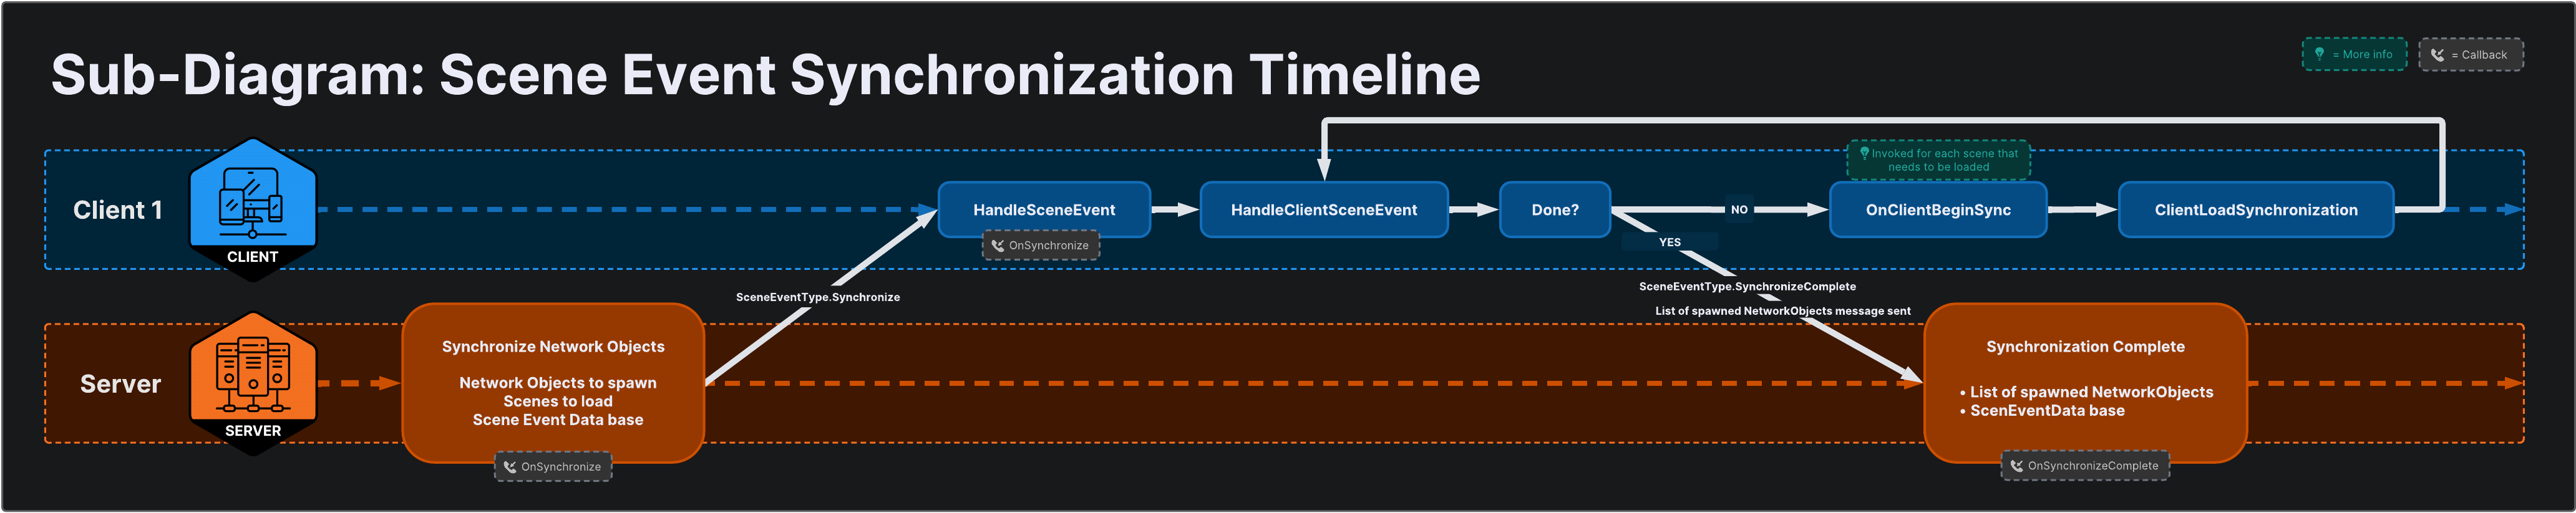 Sub-Diagram: Scene Event Synchronization Timeline
= More info
= Callback
Client 1
CLIENT
HandleSceneEvent
OnSynchronize
HandleClientSceneEvent
Done?
NO
YES
Invoked for each scene that
needs to be loaded
OnClientBeginSync
ClientLoadSynchronization
SceneEventType.Synchronize
SceneEventType.SynchronizeComplete
List of spawned NetworkObjects message sent
Server
SERVER
Synchronize Network Objects
Network Objects to spawn
Scenes to load
Scene Event Data base
OnSynchronize
Synchronization Complete
• List of spawned NetworkObjects
• ScenEventData base
OnSynchronizeComplete